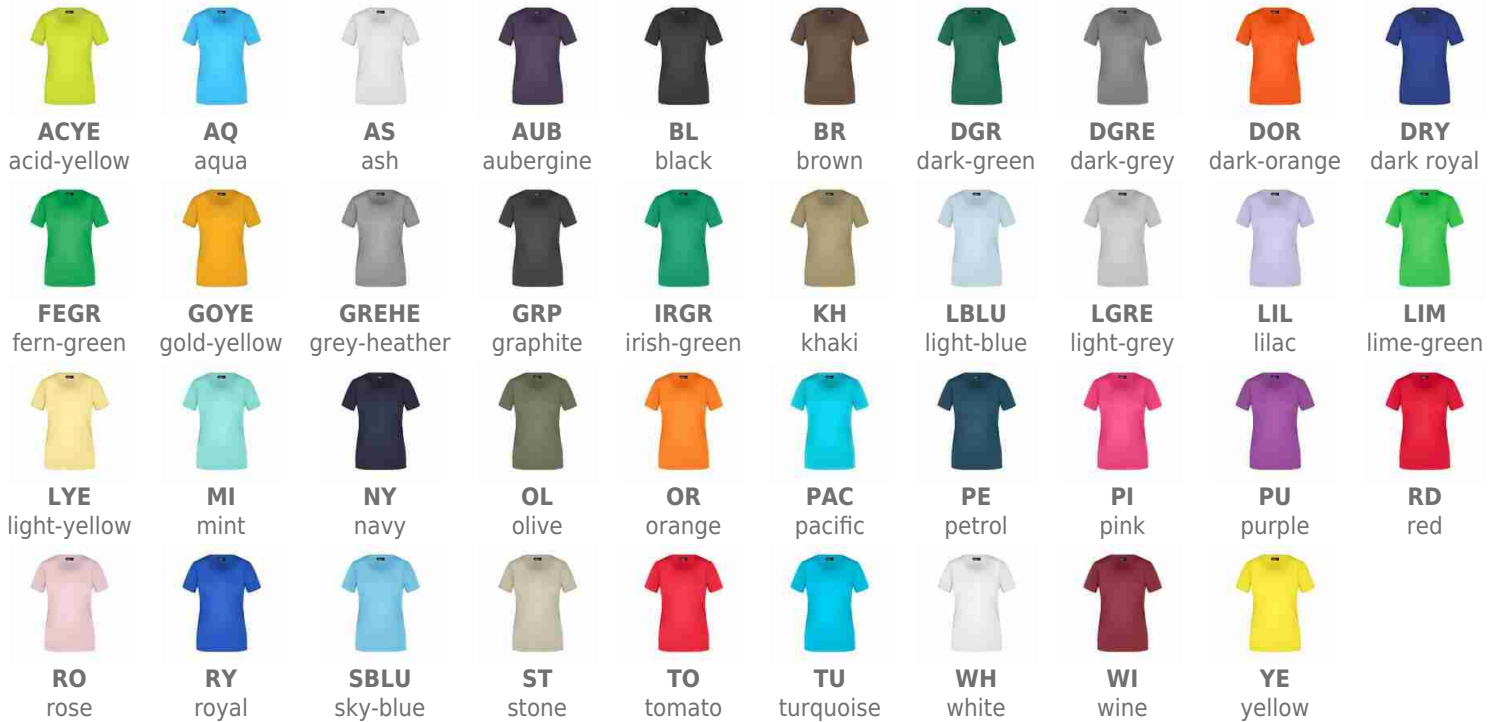 ACYE AQ AS AUB BL BR DGR DGRE DOR DRY
acid-yellow aqua ash aubergine black brown dark-green dark-grey dark-orange dark royal
FEGR GOYE GREHE GRP IRGR KH LBLU LGRE LIL LIM
fern-green gold-yellow grey-heather graphite irish-green khaki light-blue light-grey lilac lime-green
LYE MI NY OL OR PAC PE PI PU RD
light-yellow mint navy olive orange pacific petrol pink purple red
RO RY SBLU ST TO TU WH WI YE
rose royal sky-blue stone tomato turquoise white wine yellow